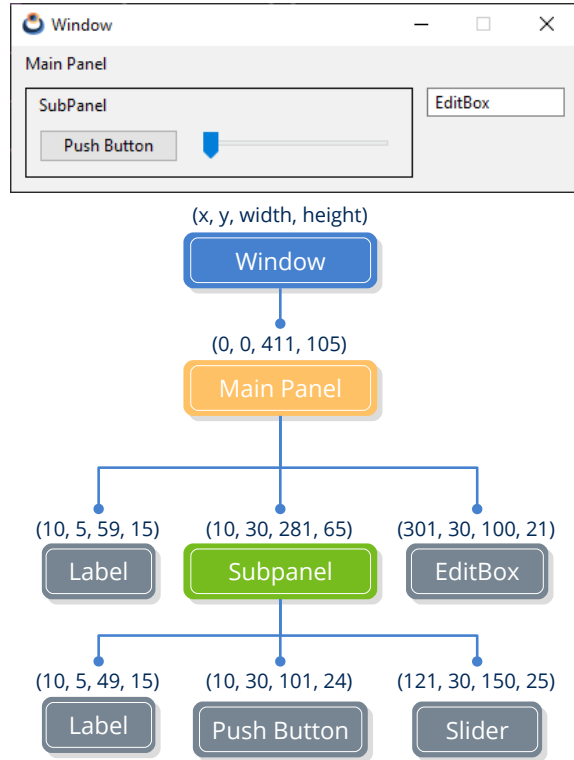 Window
Main Panel
SubPanel
EditBox
Push Button
(x, y, width, height)
Window
(0, 0, 411, 105)
Main Panel
(10, 5, 59, 15) (10, 30, 281, 65) (301, 30, 100, 21)
Label Subpanel EditBox
(10, 5, 49, 15) (10, 30, 101, 24) (121, 30, 150, 25)
Label Push Button Slider